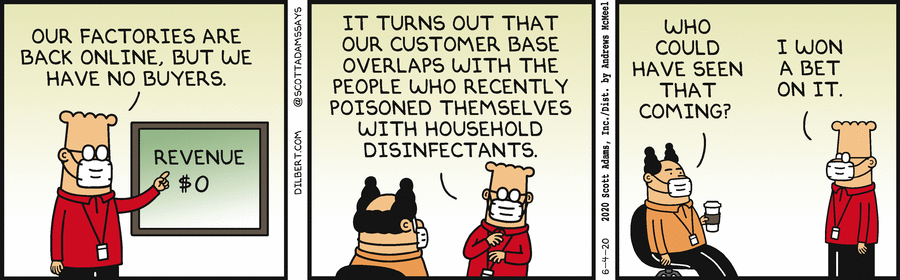 OUR FACTORIES ARE
BACK ONLINE, BUT WE
HAVE NO BUYERS.
REVENUE
$0
DILBERT.COM
@SCOTTADAMSSAYS
IT TURNS OUT THAT
OUR CUSTOMER BASE
OVERLAPS WITH THE
PEOPLE WHO RECENTLY
POISONED THEMSELVES
WITH HOUSEHOLD
DISINFECTANTS.
6-4-20 2020 Scott Adams, Inc./Dist. by Andrews McMeel
WHO
COULD
HAVE SEEN
THAT
COMING?
I WON
A BET
ON IT.